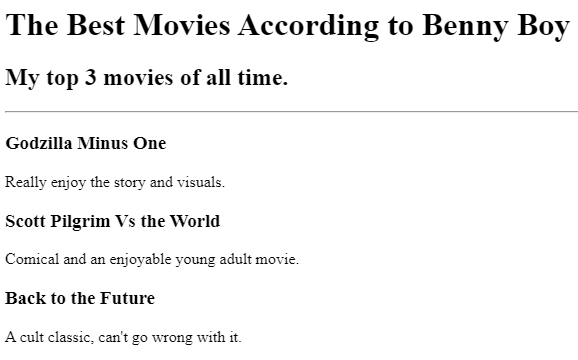 The Best Movies According to Benny Boy
My top 3 movies of all time.
Godzilla Minus One
Really enjoy the story and visuals.
Scott Pilgrim Vs the World
Comical and an enjoyable young adult movie.
Back to the Future
A cult classic, can't go wrong with it.